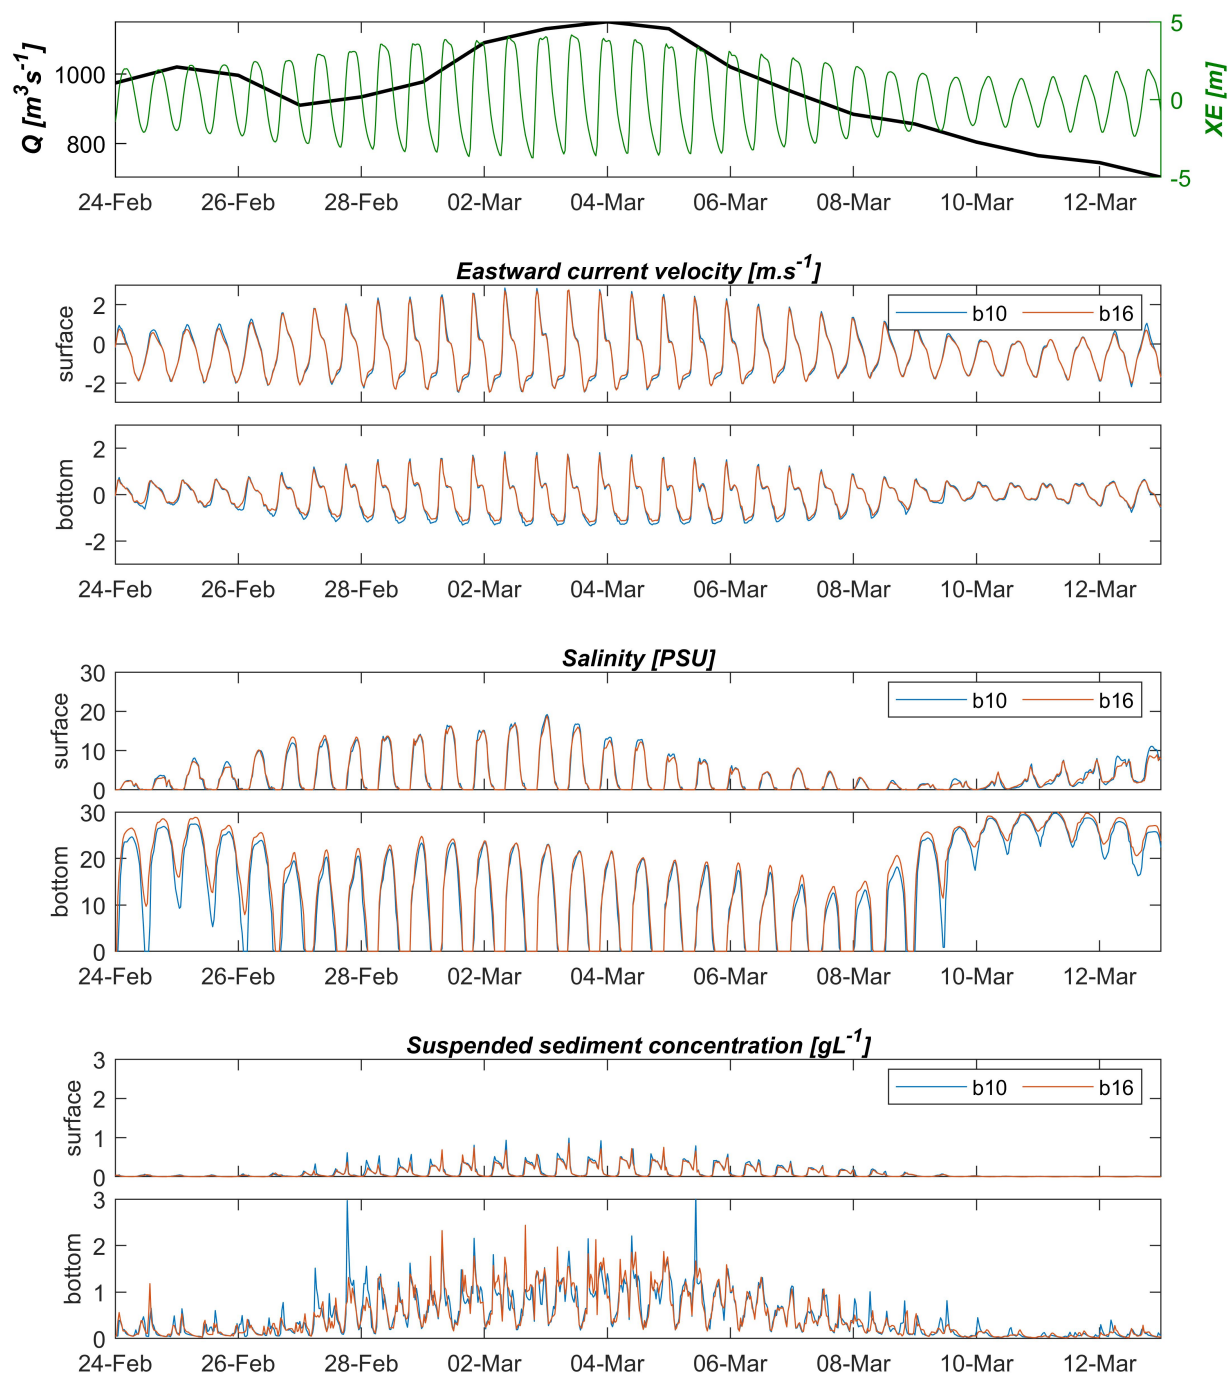 Q [m³s⁻¹]
1000
800
5
0
-5
XE [m]
24-Feb 26-Feb 28-Feb 02-Mar 04-Mar 06-Mar 08-Mar 10-Mar 12-Mar
Eastward current velocity [m.s⁻¹]
surface
2
0
-2
b10 b16
bottom
2
0
-2
24-Feb 26-Feb 28-Feb 02-Mar 04-Mar 06-Mar 08-Mar 10-Mar 12-Mar
Salinity [PSU]
surface
30
20
10
0
b10 b16
bottom
30
20
10
0
24-Feb 26-Feb 28-Feb 02-Mar 04-Mar 06-Mar 08-Mar 10-Mar 12-Mar
Suspended sediment concentration [gL⁻¹]
surface
3
2
1
0
b10 b16
bottom
3
2
1
0
24-Feb 26-Feb 28-Feb 02-Mar 04-Mar 06-Mar 08-Mar 10-Mar 12-Mar